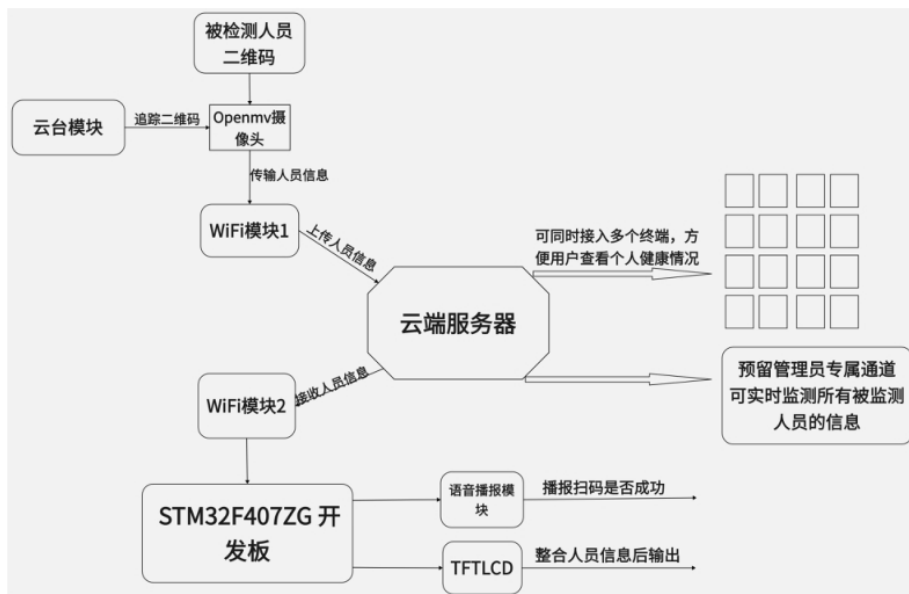 被检测人员
二维码
云台模块
追踪二维码
Openmv摄
像头
传输人员信息
WiFi模块1
上传人员信息
可同时接入多个终端，方
便用户查看个人健康情况
云端服务器
预留管理员专属通道
可实时监测所有被监测
人员的信息
接收人员信息
WiFi模块2
STM32F407ZG 开
发板
语音播报模
块
播报扫码是否成功
TFTLCD
整合人员信息后输出